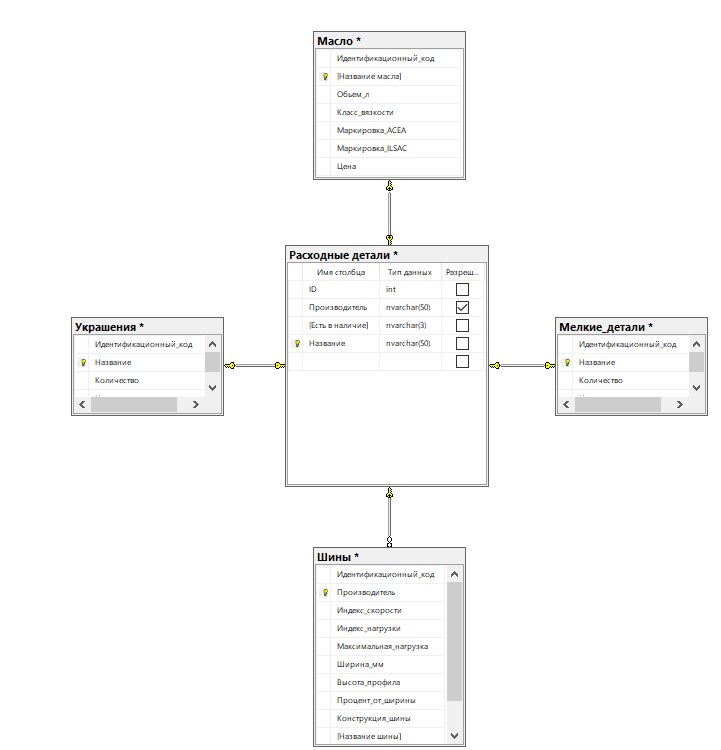 Масло *
Идентификационный_код
[Название масла]
Объем_л
Класс_вязкости
Маркировка_ACEA
Маркировка_ILSAC
Цена
Расходные детали *
Имя столбца Тип данных Разреш...
ID int
Производитель nvarchar(50)
[Есть в наличие] nvarchar(3)
Название nvarchar(50)
Украшения *
Идентификационный_код
Название
Количество
Мелкие_детали *
Идентификационный_код
Название
Количество
Шины *
Идентификационный_код
Производитель
Индекс_скорости
Индекс_нагрузки
Максимальная_нагрузка
Ширина_мм
Высота_профила
Процент_от_ширины
Конструкция_шины
[Название шины]